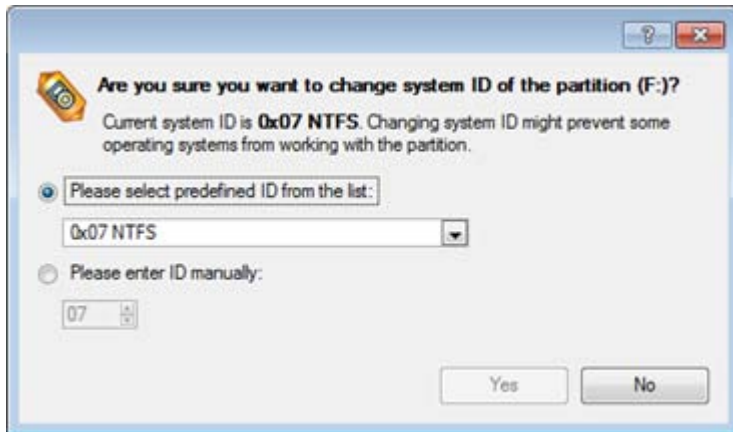 Are you sure you want to change system ID of the partition (F:)?
Current system ID is 0x07 NTFS. Changing system ID might prevent some
operating systems from working with the partition.
Please select predefined ID from the list:
0x07 NTFS
Please enter ID manually:
07
Yes No